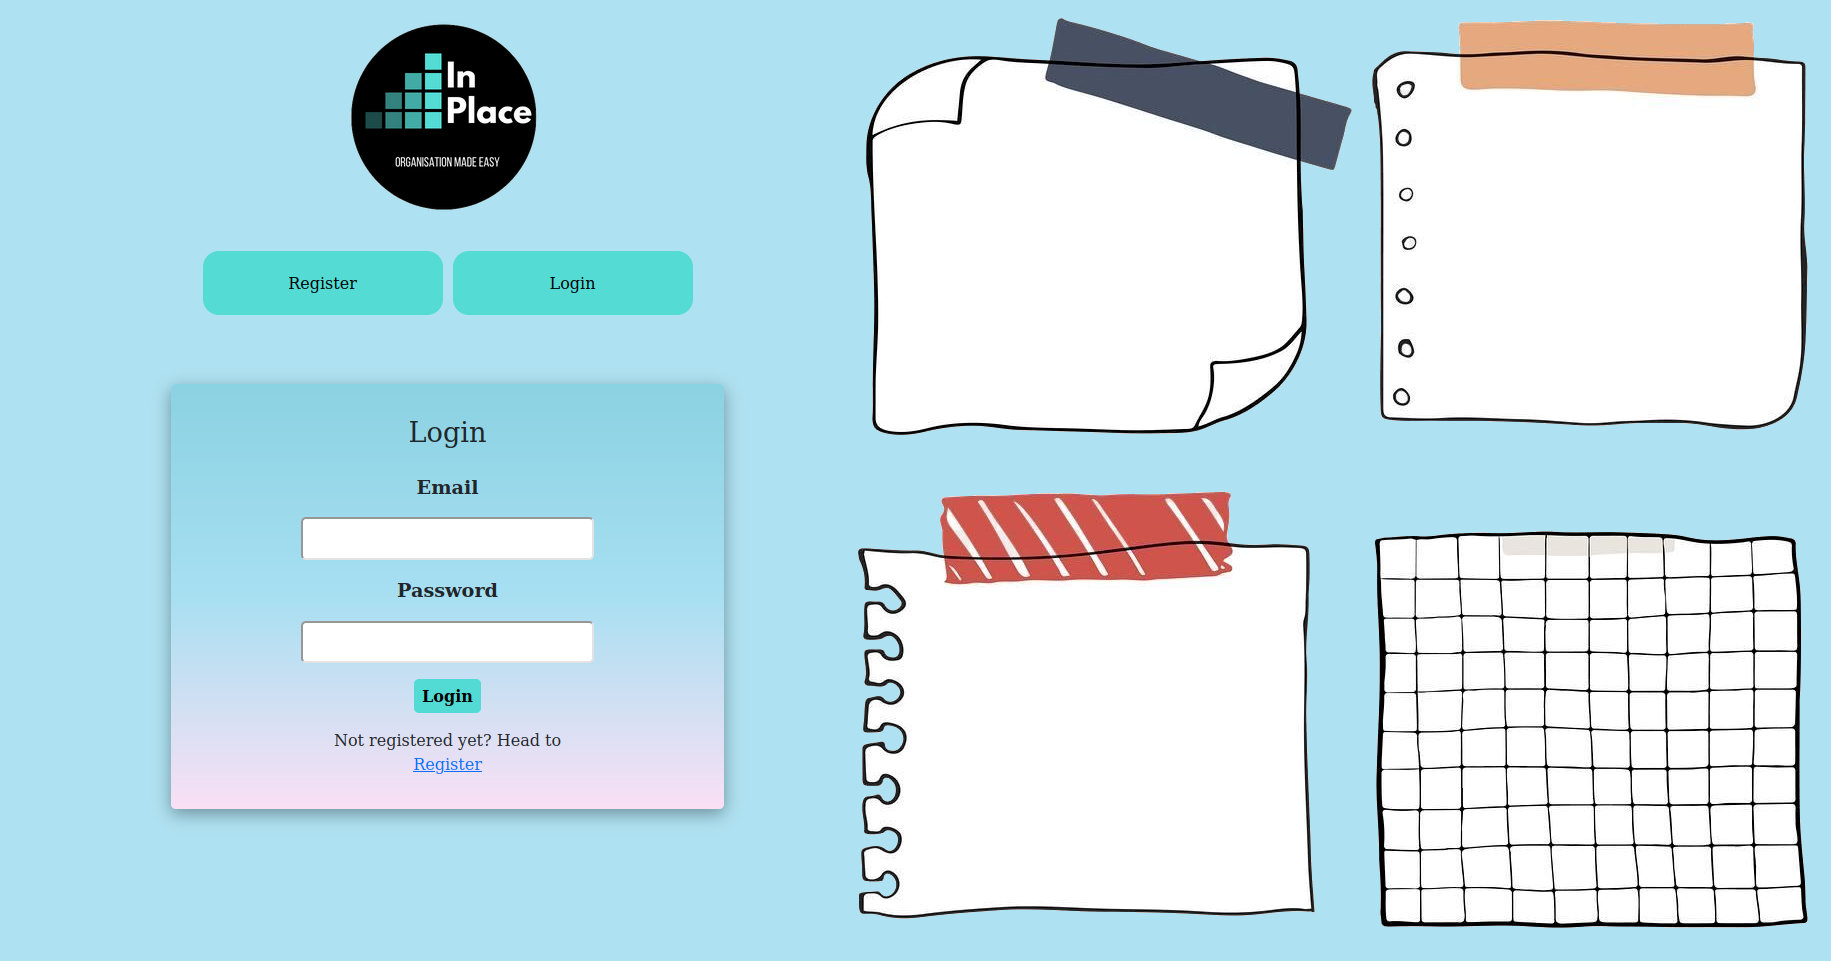 In
Place
ORGANISATION MADE EASY
Register
Login
Login
Email
Password
Login
Not registered yet? Head to
Register